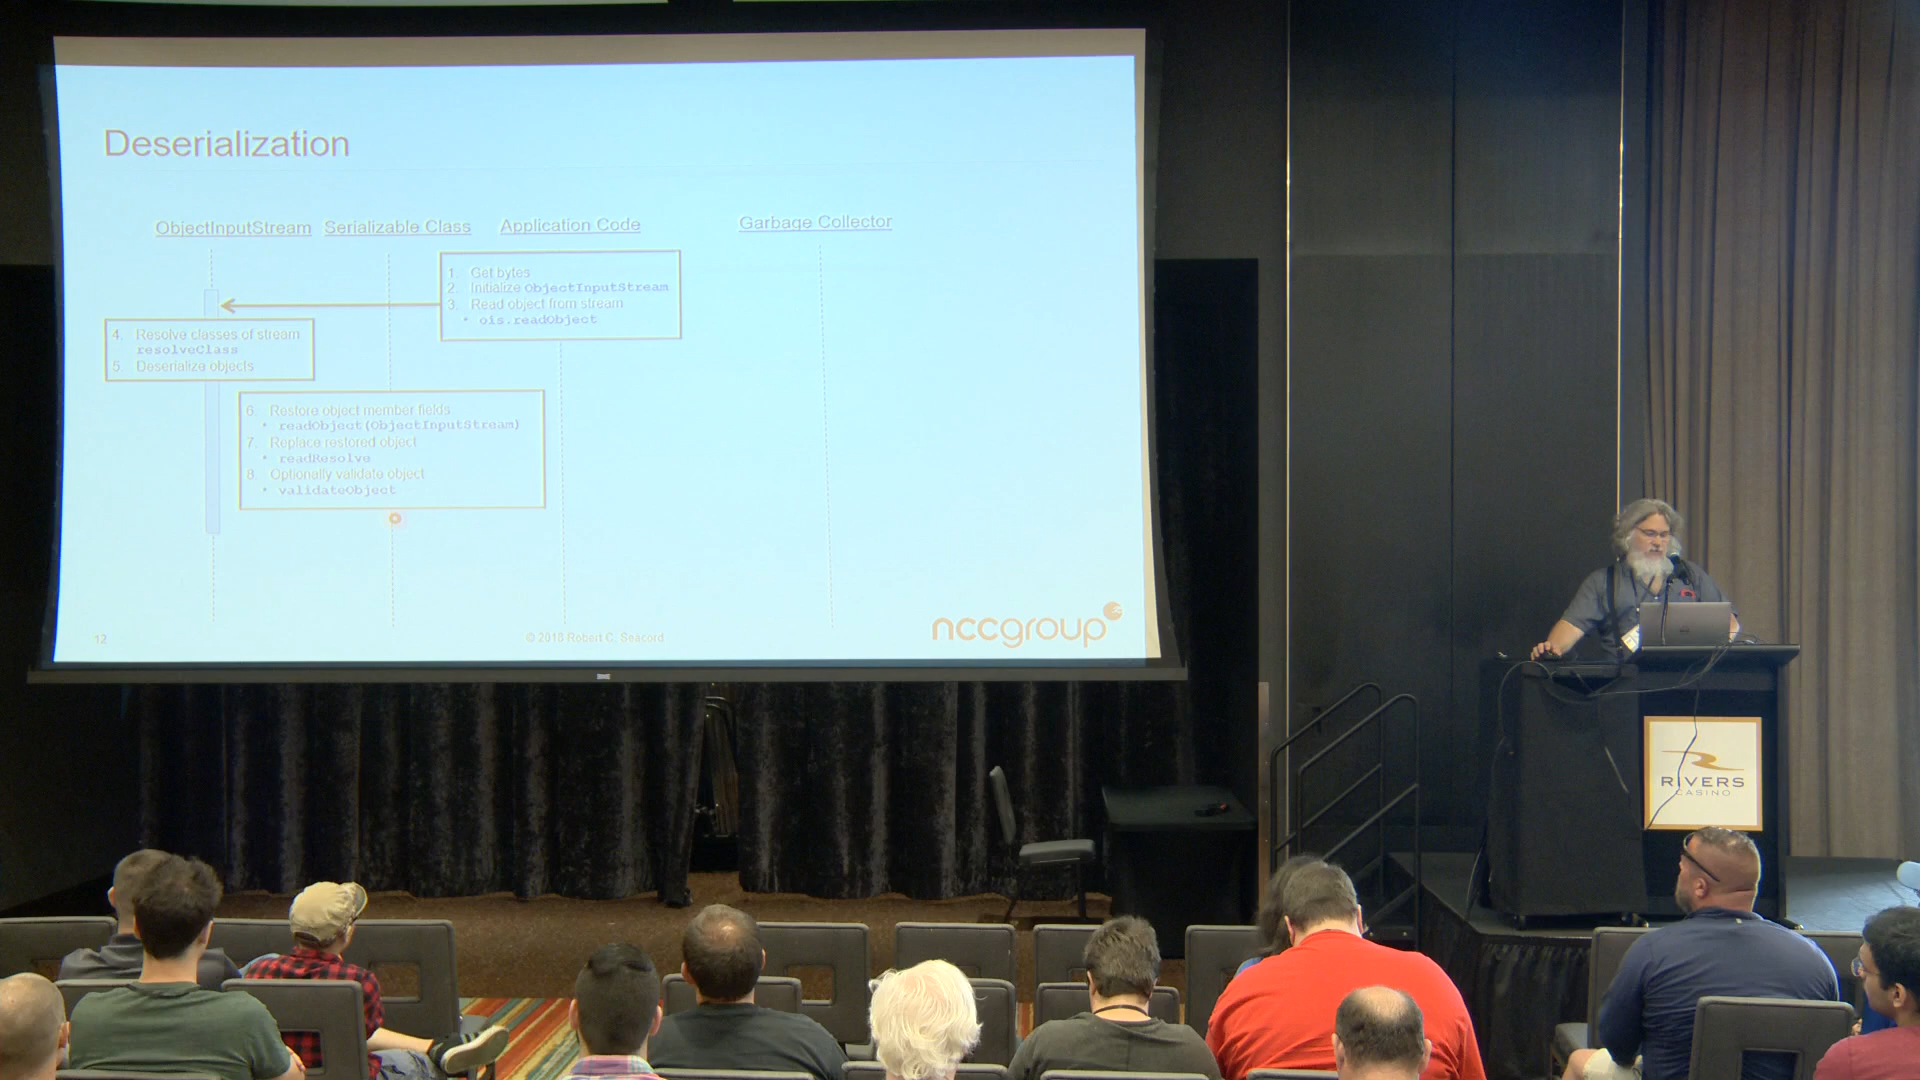 Deserialization
ObjectInputStream Serializable Class Application Code Garbage Collector
1. Get bytes
2. Initialize ObjectInputStream
3. Read object from stream
• ois.readObject
4. Resolve classes of stream
resolveClass
5. Deserialize objects
6. Restore object member fields
• readObject(ObjectInputStream)
7. Replace restored object
• readResolve
8. Optionally validate object
• validateObject
12
© 2018 Robert C. Seacord
nccgroup
RIVERS
CASINO